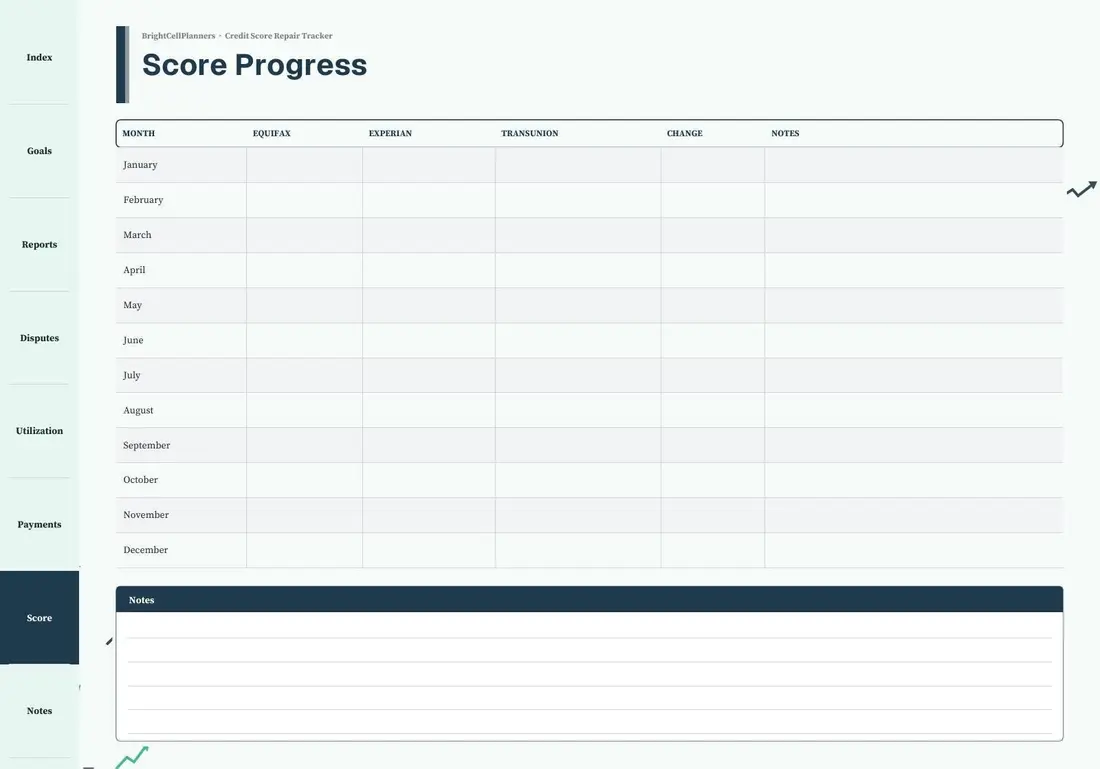 Index
Goals
Reports
Disputes
Utilization
Payments
Score
Notes
BrightCellPlanners · Credit Score Repair Tracker
Score Progress
MONTH EQUIFAX EXPERIAN TRANSUNION CHANGE NOTES
January
February
March
April
May
June
July
August
September
October
November
December
Notes